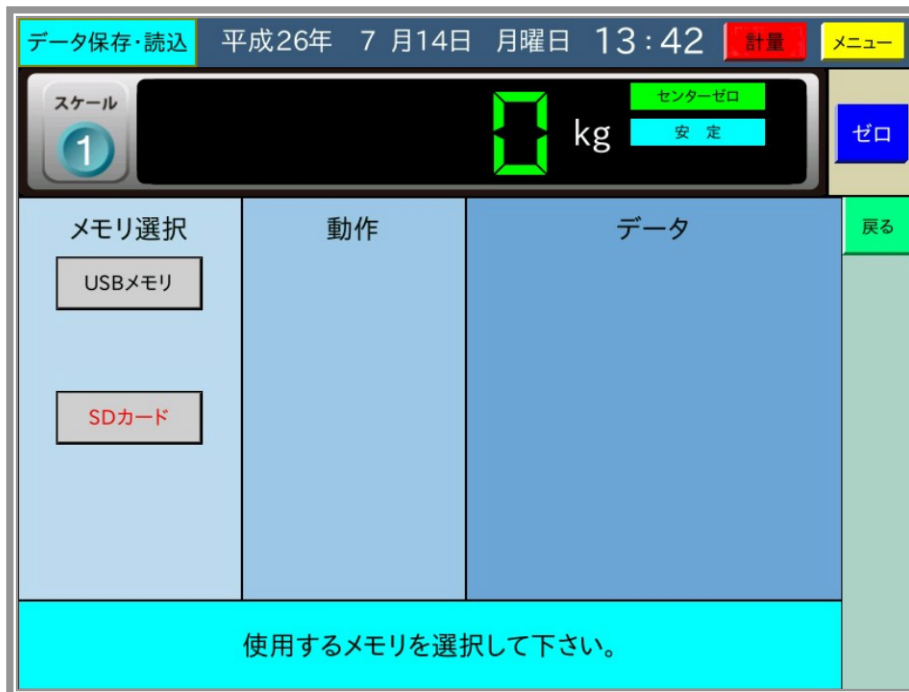 データ保存・読込 平成26年 7月14日 月曜日 13:42 計量 メニュー
スケール
1
0 kg
センターゼロ
安 定
ゼロ
メモリ選択 動作 データ
戻る
USBメモリ
SDカード
使用するメモリを選択して下さい。